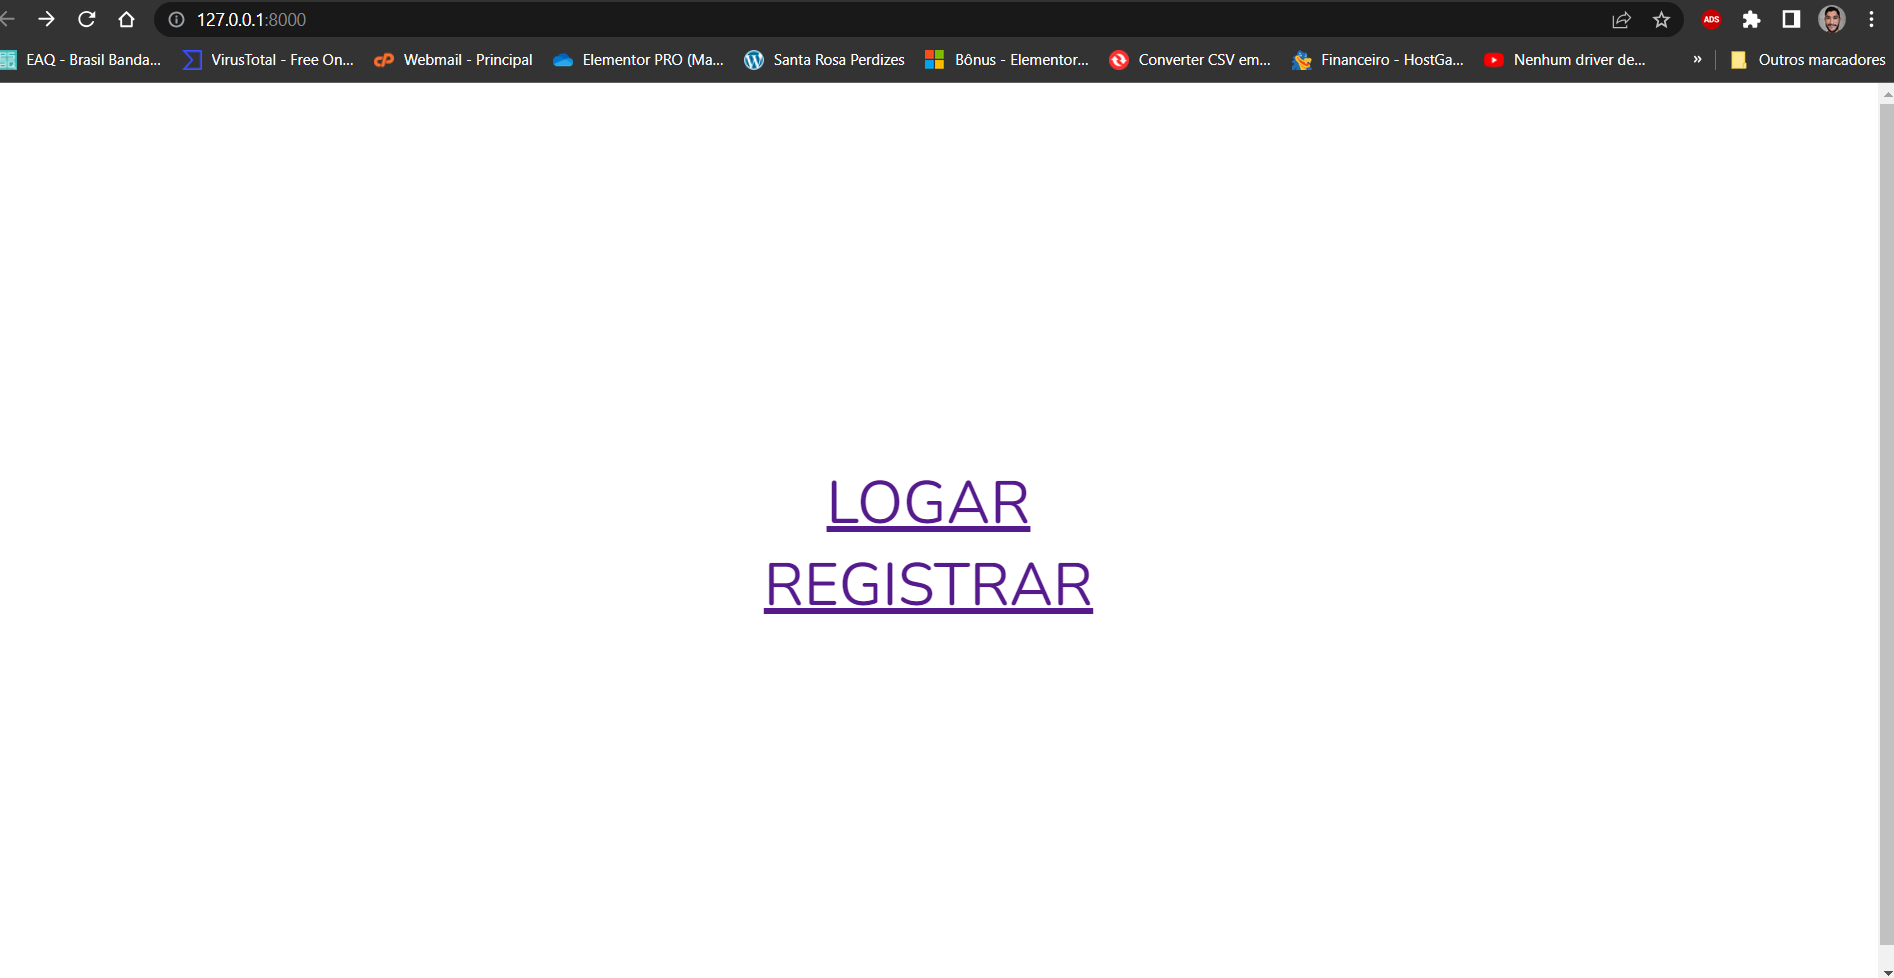 127.0.0.1:8000
ADS
EAQ - Brasil Banda... VirusTotal - Free On... cP Webmail - Principal Elementor PRO (Ma... Santa Rosa Perdizes Bônus - Elementor... Converter CSV em... Financeiro - HostGa... Nenhum driver de... » Outros marcadores
LOGAR
REGISTRAR